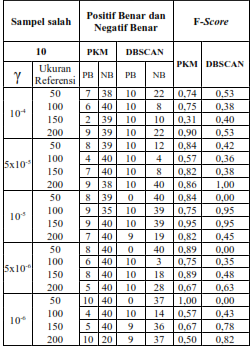 Sampel salah Positif Benar dan Negatif Benar F-Score
10 PKM DBSCAN PKM DBSCAN
γ Ukuran Referensi PB NB PB NB
10⁻⁴ 50 7 38 10 22 0,74 0,53
100 6 40 10 8 0,75 0,38
150 2 39 10 10 0,31 0,40
200 9 39 10 22 0,90 0,53
5x10⁻⁵ 50 8 39 10 12 0,84 0,42
100 4 40 10 4 0,57 0,36
150 7 40 10 8 0,82 0,38
200 9 38 10 40 0,86 1,00
10⁻⁵ 50 8 39 0 40 0,84 0,00
100 9 35 10 39 0,75 0,95
150 9 40 10 39 0,95 0,95
200 7 40 9 19 0,82 0,45
5x10⁻⁶ 50 8 40 0 40 0,89 0,00
100 6 40 10 3 0,75 0,35
150 8 40 10 18 0,89 0,48
200 5 40 10 28 0,67 0,63
10⁻⁶ 50 10 40 0 37 1,00 0,00
100 4 40 10 14 0,57 0,43
150 5 40 9 36 0,67 0,78
200 10 20 9 37 0,50 0,82